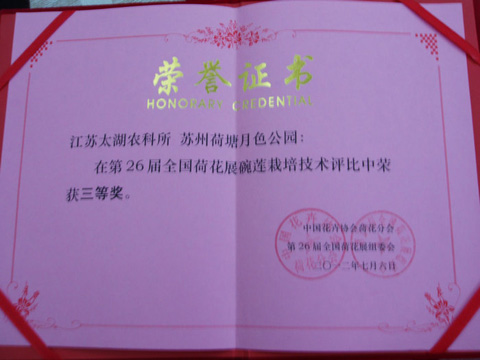 荣誉证书
HONORARY CREDENTIAL
江苏太湖农科所 苏州荷塘月色公园：
在第26届全国荷花展碗莲栽培技术评比中荣
获三等奖。
中国花卉协会荷花分会
第26届全国荷花展组委会
二〇一二年七月六日